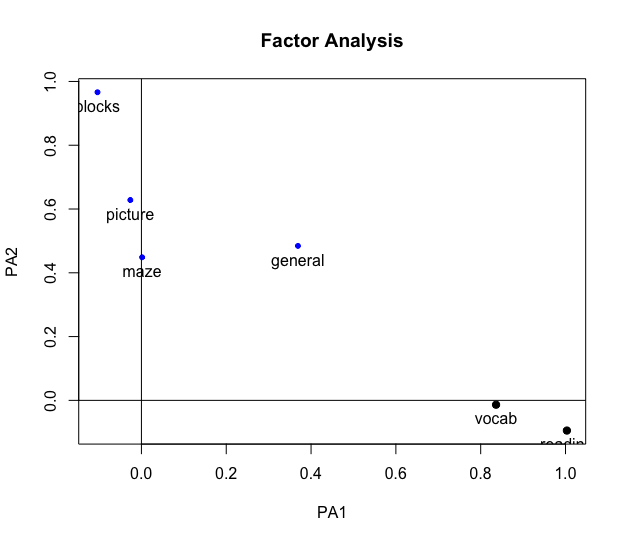 Factor Analysis
PA2
1.0
0.8
0.6
0.4
0.2
0.0
blocks
picture
maze
general
vocab
readin
0.0 0.2 0.4 0.6 0.8 1.0
PA1